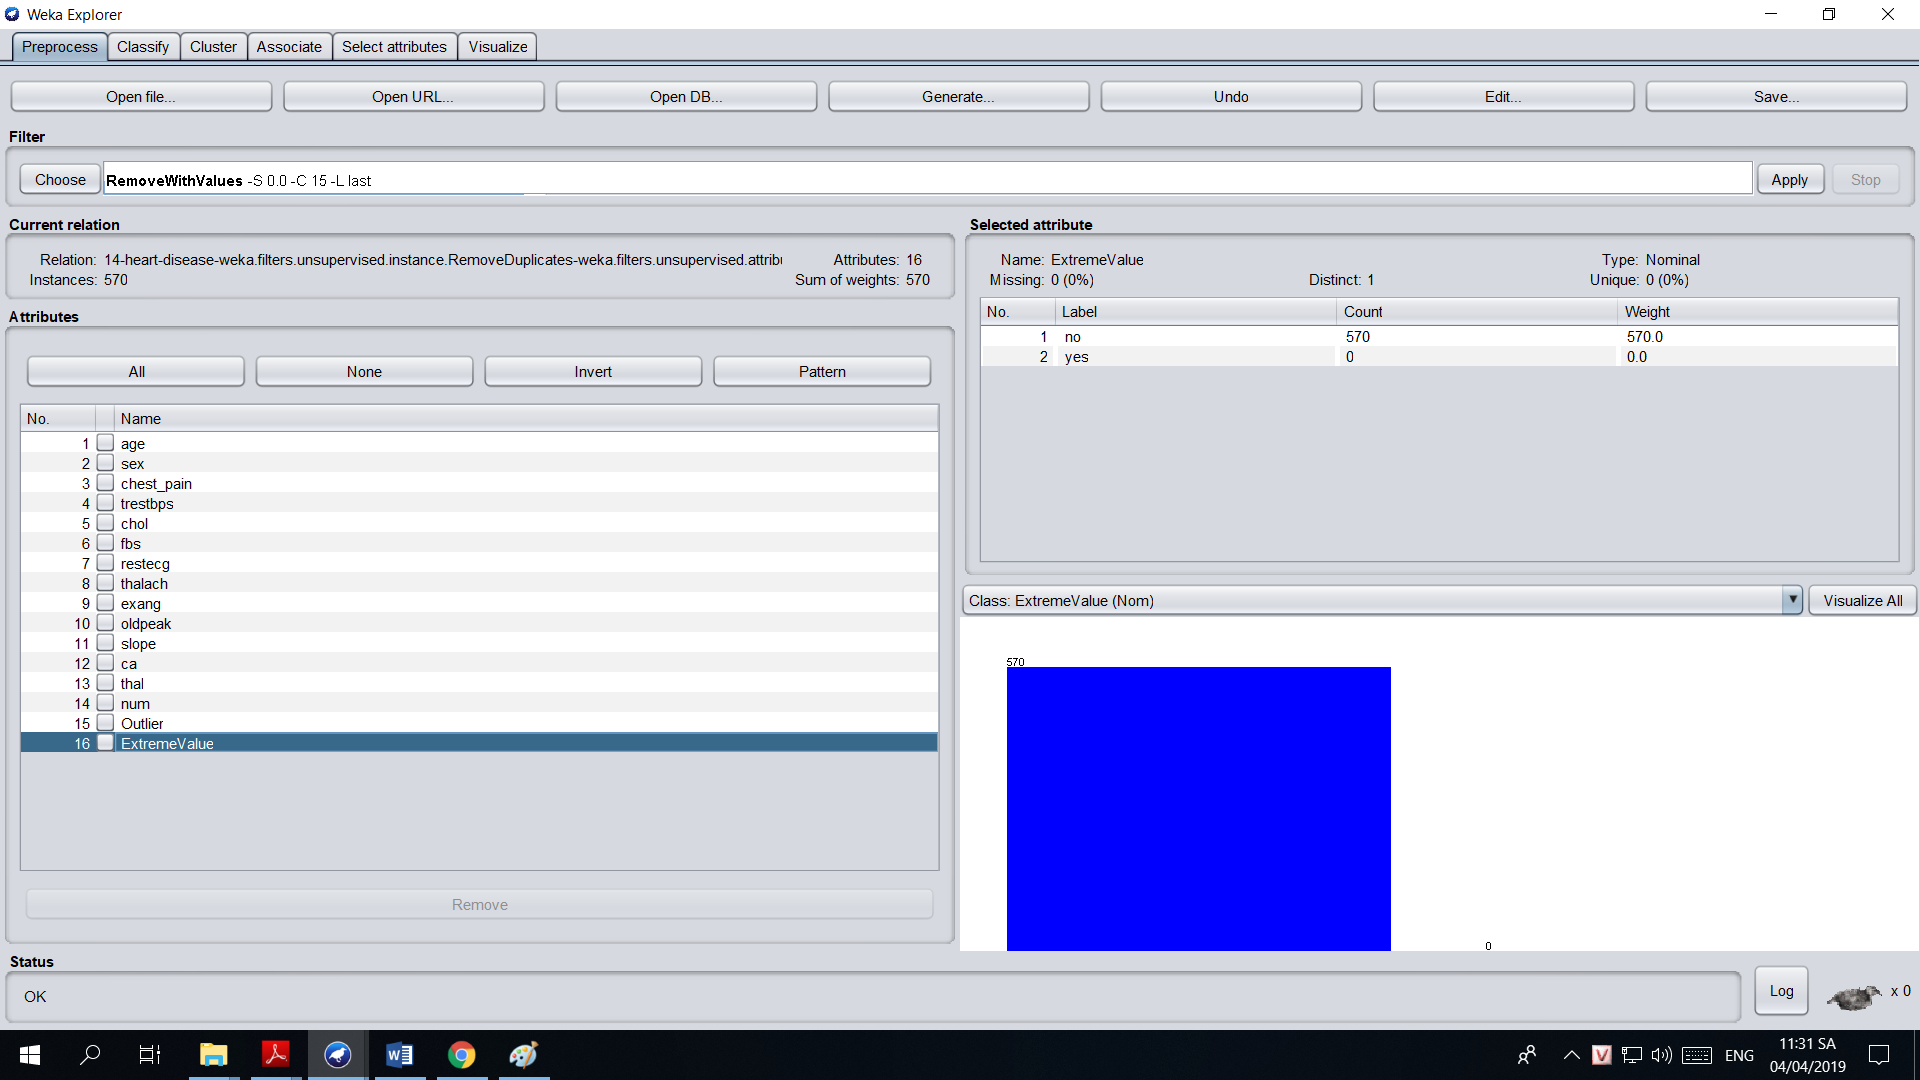 Weka Explorer
Preprocess Classify Cluster Associate Select attributes Visualize
Open file... Open URL... Open DB... Generate... Undo Edit... Save...
Filter
Choose RemoveWithValues -S 0.0 -C 15 -L last Apply Stop
Current relation
Relation: 14-heart-disease-weka.filters.unsupervised.instance.RemoveDuplicates-weka.filters.unsupervised.attribu Attributes: 16
Instances: 570 Sum of weights: 570
Attributes
All None Invert Pattern
No. Name
1 age
2 sex
3 chest_pain
4 trestbps
5 chol
6 fbs
7 restecg
8 thalach
9 exang
10 oldpeak
11 slope
12 ca
13 thal
14 num
15 Outlier
16 ExtremeValue
Remove
Selected attribute
Name: ExtremeValue Type: Nominal
Missing: 0 (0%) Distinct: 1 Unique: 0 (0%)
No. Label Count Weight
1 no 570 570.0
2 yes 0 0.0
Class: ExtremeValue (Nom) Visualize All
570
0
Status
OK
Log x 0
ENG 11:31 SA
04/04/2019